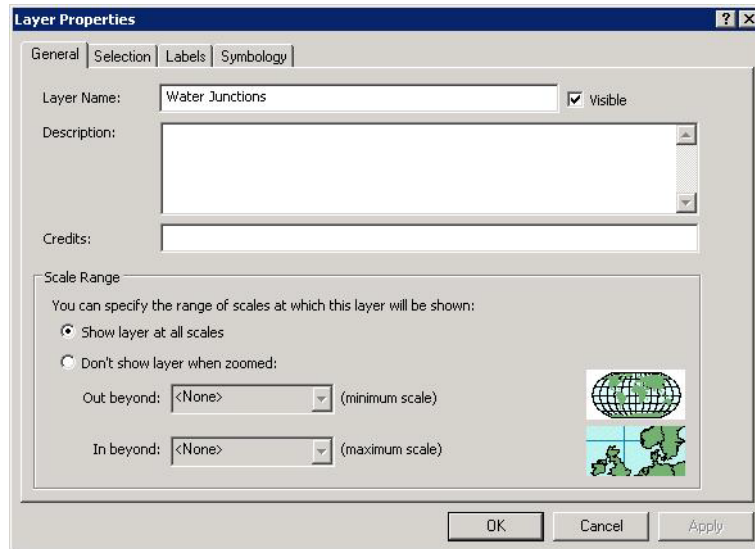 Layer Properties
General Selection Labels Symbology
Layer Name: Water Junctions Visible
Description:
Credits:
Scale Range
You can specify the range of scales at which this layer will be shown:
Show layer at all scales
Don't show layer when zoomed:
Out beyond: <None> (minimum scale)
In beyond: <None> (maximum scale)
OK Cancel Apply